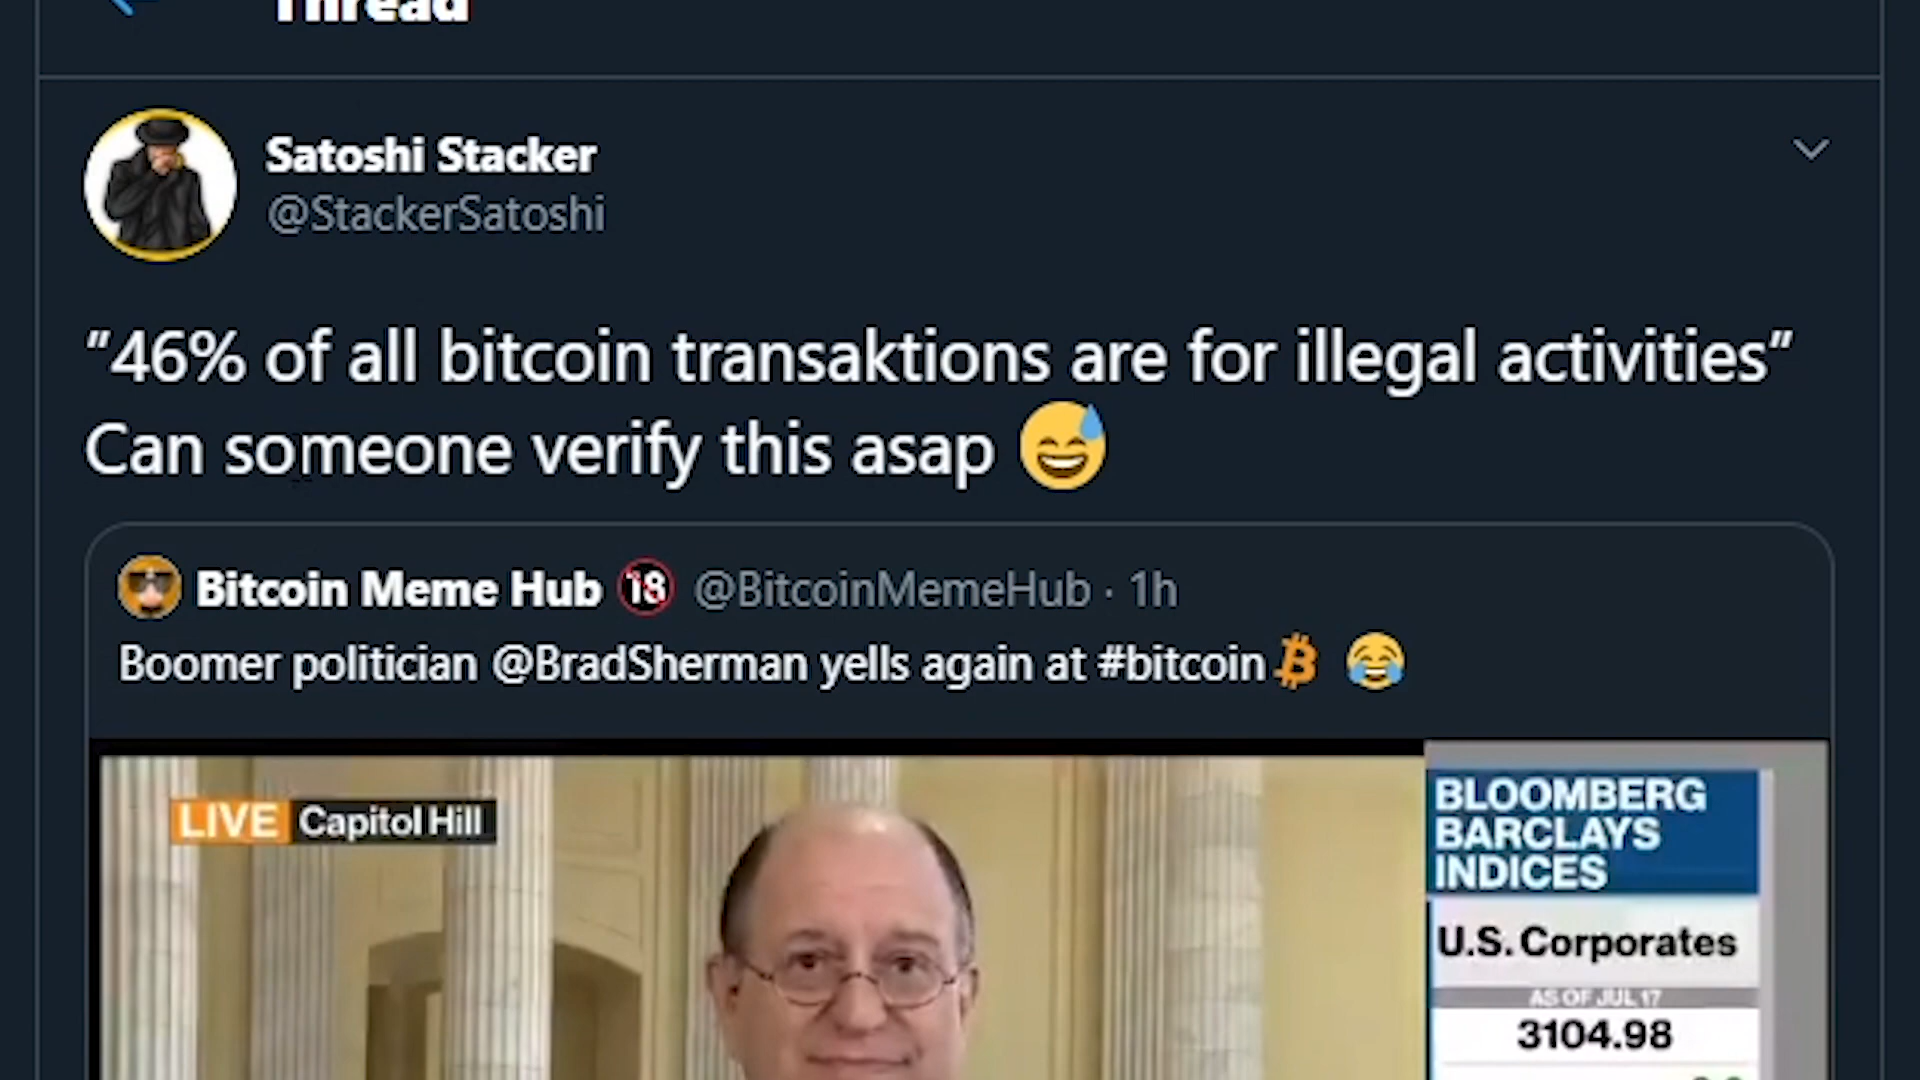 Thread
Satoshi Stacker
@StackerSatoshi
"46% of all bitcoin transaktions are for illegal activities"
Can someone verify this asap 😅
Bitcoin Meme Hub 🔞 @BitcoinMemeHub · 1h
Boomer politician @BradSherman yells again at #bitcoin 😂
LIVE Capitol Hill
BLOOMBERG
BARCLAYS
INDICES
U.S. Corporates
AS OF JUL 17
3104.98